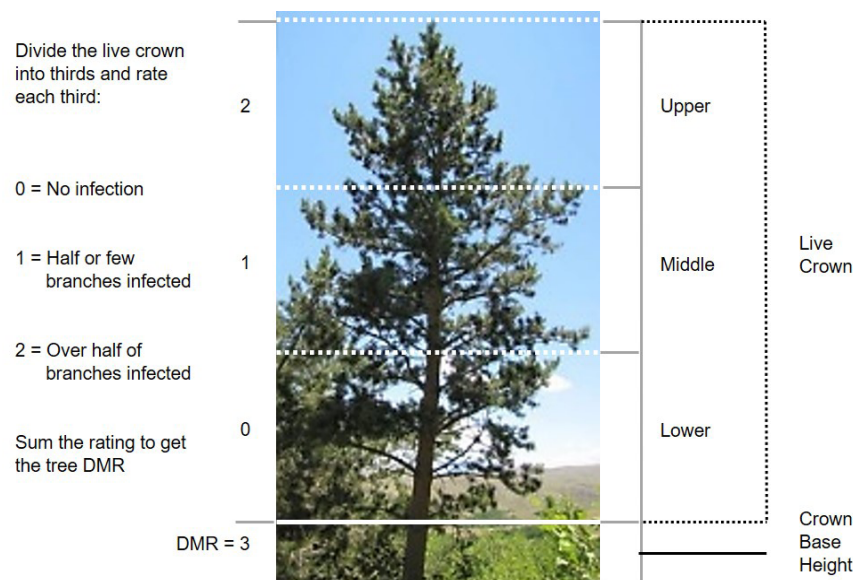 Divide the live crown
into thirds and rate
each third:
0 = No infection
1 = Half or few
branches infected
2 = Over half of
branches infected
Sum the rating to get
the tree DMR
2
1
0
DMR = 3
Upper
Middle
Lower
Live
Crown
Crown
Base
Height